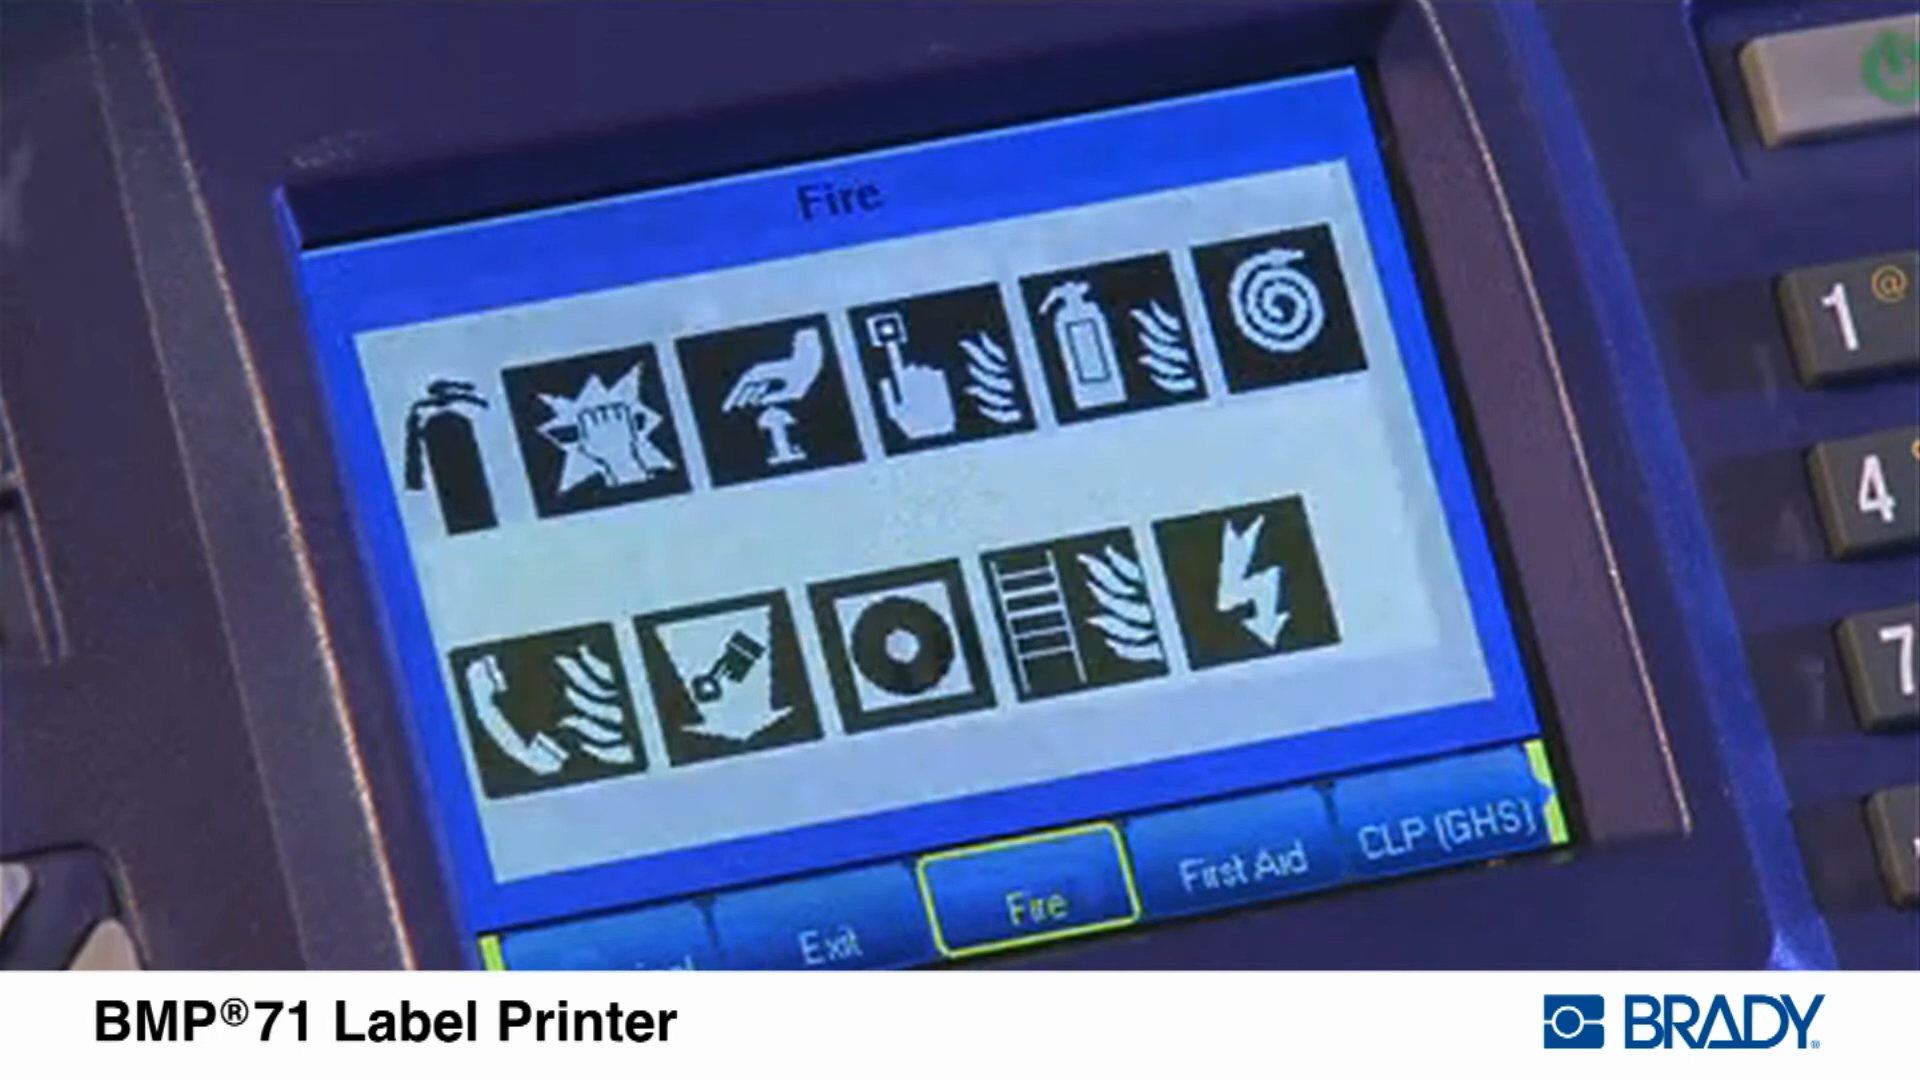 Fire
1 @
4
7
Exit
Fire
First Aid
CLP (GHS)
BMP®71 Label Printer
BRADY®